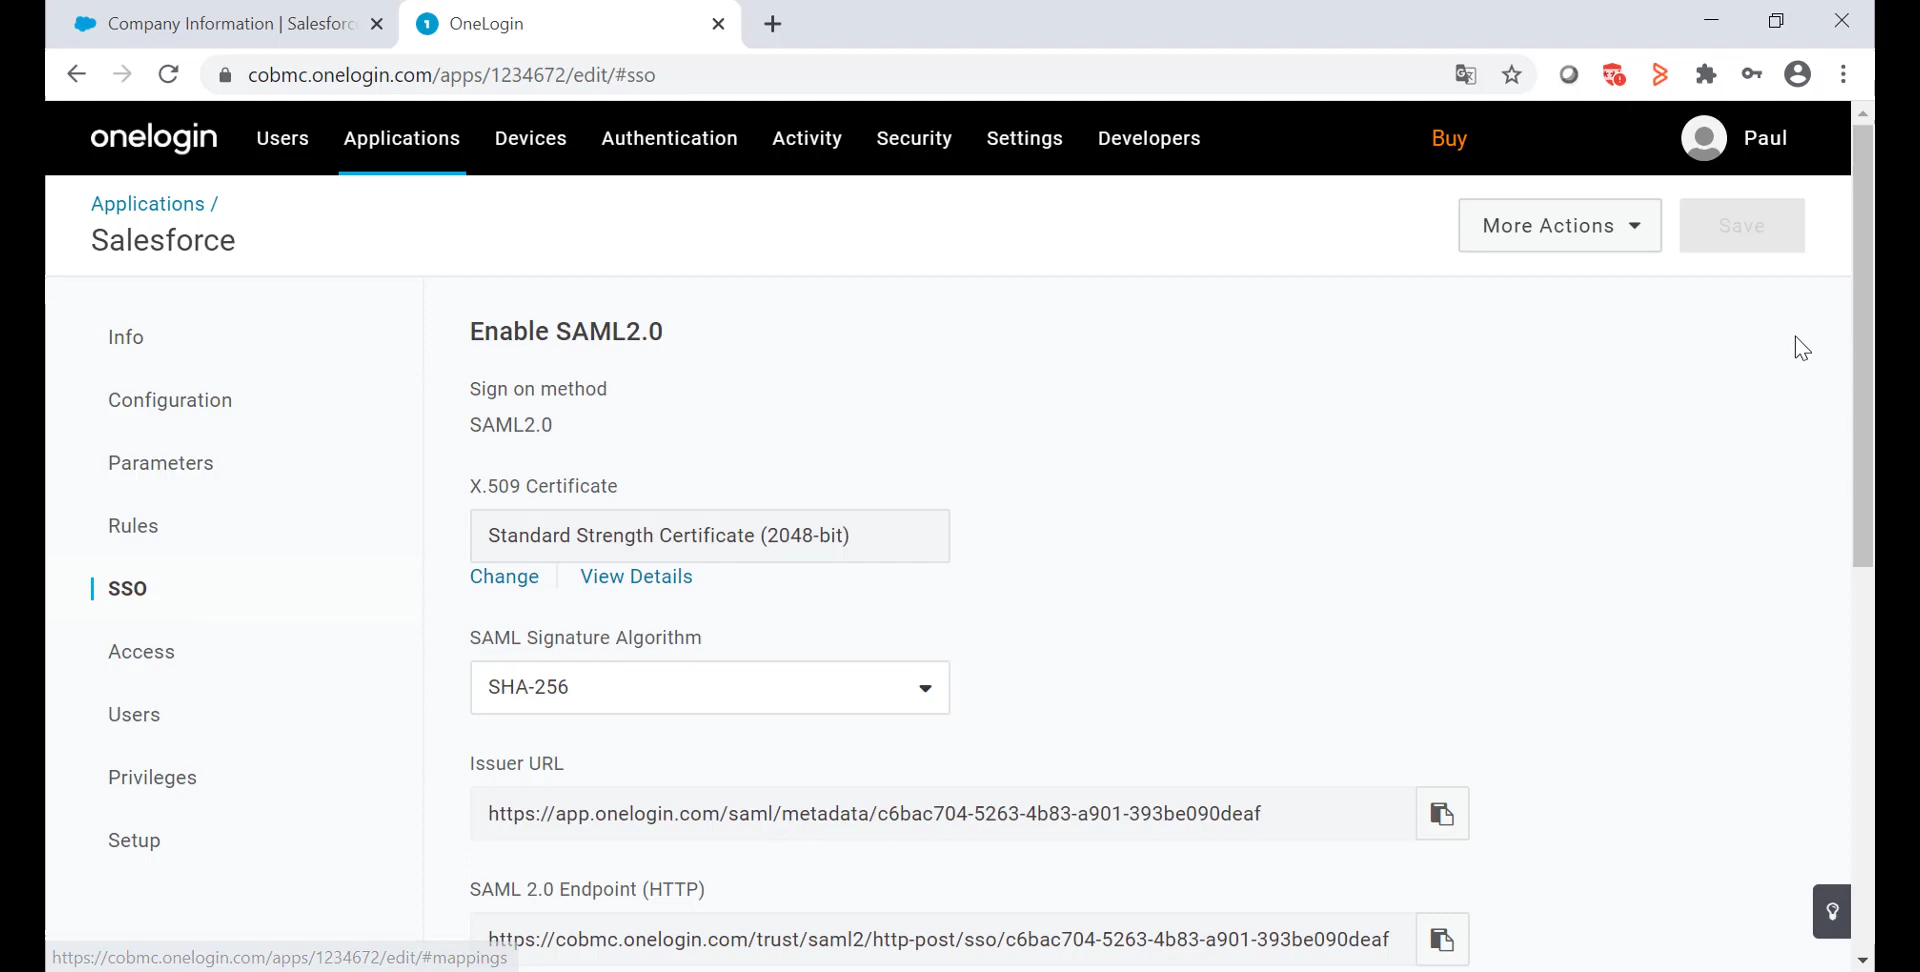 Company Information | Salesforc
OneLogin
cobmc.onelogin.com/apps/1234672/edit/#sso
onelogin
Users
Applications
Devices
Authentication
Activity
Security
Settings
Developers
Buy
Paul
Applications /
Salesforce
More Actions
Save
Info
Configuration
Parameters
Rules
SSO
Access
Users
Privileges
Setup
Enable SAML2.0
Sign on method
SAML2.0
X.509 Certificate
Standard Strength Certificate (2048-bit)
Change
View Details
SAML Signature Algorithm
SHA-256
Issuer URL
https://app.onelogin.com/saml/metadata/c6bac704-5263-4b83-a901-393be090deaf
SAML 2.0 Endpoint (HTTP)
https://cobmc.onelogin.com/trust/saml2/http-post/sso/c6bac704-5263-4b83-a901-393be090deaf
https://cobmc.onelogin.com/apps/1234672/edit/#mappings